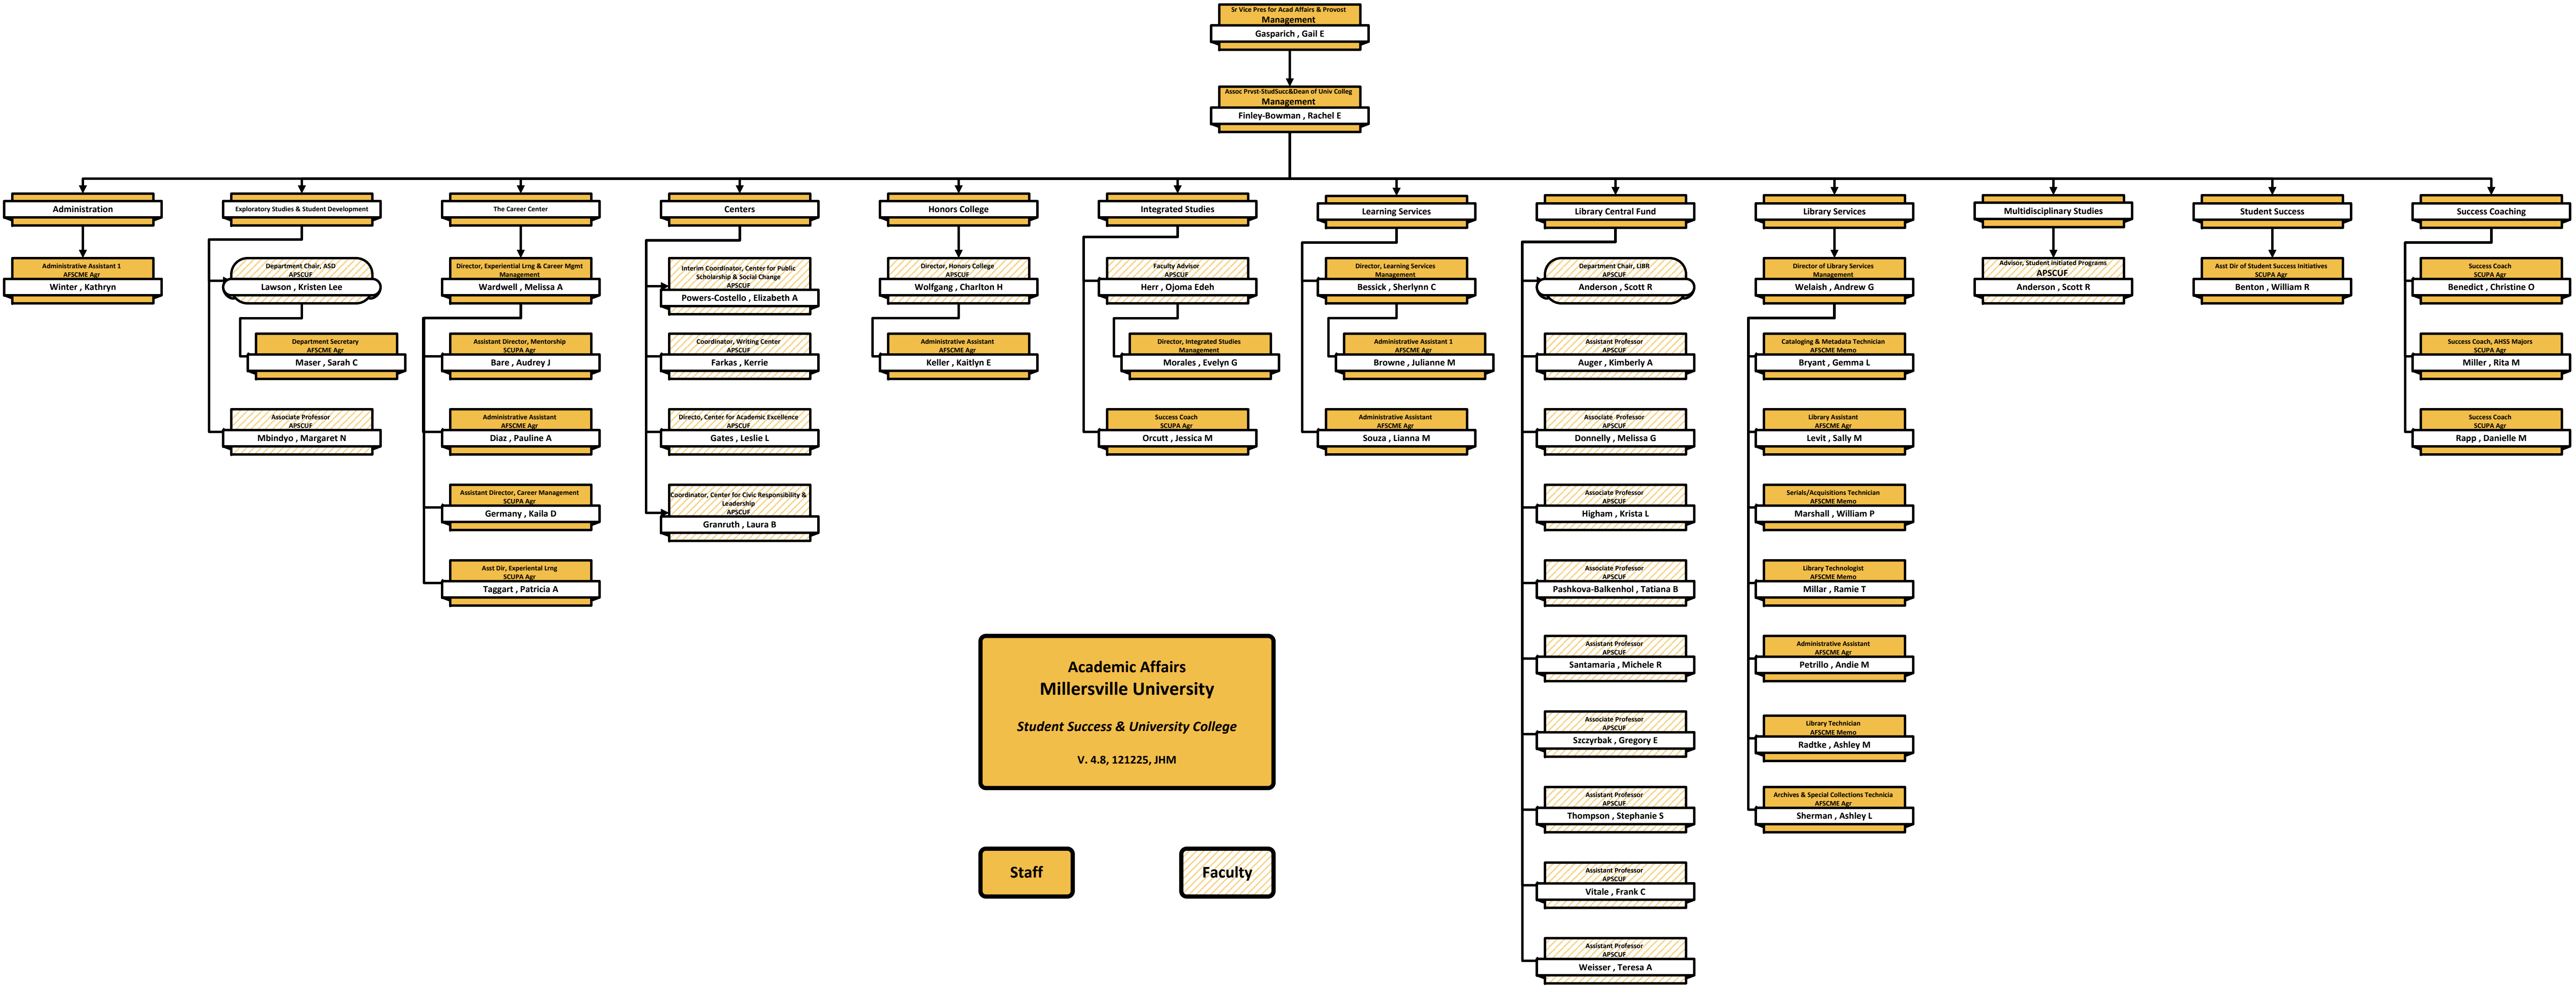 Sr Vice Pres for Acad Affairs & Provost
Management
Gasparich , Gail E
Assoc Prvst-StudSucc&Dean of Univ Colleg
Management
Finley-Bowman , Rachel E
Administration
Administrative Assistant 1
AFSCME Agr
Winter , Kathryn
Exploratory Studies & Student Development
Department Chair, ASD
APSCUF
Lawson , Kristen Lee
Department Secretary
AFSCME Agr
Maser , Sarah C
Associate Professor
APSCUF
Mbindyo , Margaret N
The Career Center
Director, Experiential Lrng & Career Mgmt
Management
Wardwell , Melissa A
Assistant Director, Mentorship
SCUPA Agr
Bare , Audrey J
Administrative Assistant
AFSCME Agr
Diaz , Pauline A
Assistant Director, Career Management
SCUPA Agr
Germany , Kaila D
Asst Dir, Experiental Lrng
SCUPA Agr
Taggart , Patricia A
Centers
Interim Coordinator, Center for Public
Scholarship & Social Change
APSCUF
Powers-Costello , Elizabeth A
Coordinator, Writing Center
APSCUF
Farkas , Kerrie
Directo, Center for Academic Excellence
APSCUF
Gates , Leslie L
Coordinator, Center for Civic Responsibility &
Leadership
APSCUF
Granruth , Laura B
Honors College
Director, Honors College
APSCUF
Wolfgang , Charlton H
Administrative Assistant
AFSCME Agr
Keller , Kaitlyn E
Integrated Studies
Faculty Advisor
APSCUF
Herr , Ojoma Edeh
Director, Integrated Studies
Management
Morales , Evelyn G
Success Coach
SCUPA Agr
Orcutt , Jessica M
Learning Services
Director, Learning Services
Management
Bessick , Sherlynn C
Administrative Assistant 1
AFSCME Agr
Browne , Julianne M
Administrative Assistant
AFSCME Agr
Souza , Lianna M
Library Central Fund
Department Chair, LIBR
APSCUF
Anderson , Scott R
Assistant Professor
APSCUF
Auger , Kimberly A
Associate Professor
APSCUF
Donnelly , Melissa G
Associate Professor
APSCUF
Higham , Krista L
Associate Professor
APSCUF
Pashkova-Balkenhol , Tatiana B
Assistant Professor
APSCUF
Santamaria , Michele R
Associate Professor
APSCUF
Szczyrbak , Gregory E
Assistant Professor
APSCUF
Thompson , Stephanie S
Assistant Professor
APSCUF
Vitale , Frank C
Assistant Professor
APSCUF
Weisser , Teresa A
Library Services
Director of Library Services
Management
Welaish , Andrew G
Cataloging & Metadata Technician
AFSCME Memo
Bryant , Gemma L
Library Assistant
AFSCME Agr
Levit , Sally M
Serials/Acquisitions Technician
AFSCME Memo
Marshall , William P
Library Technologist
AFSCME Memo
Millar , Ramie T
Administrative Assistant
AFSCME Agr
Petrillo , Andie M
Library Technician
AFSCME Memo
Radtke , Ashley M
Archives & Special Collections Technicia
AFSCME Agr
Sherman , Ashley L
Multidisciplinary Studies
Advisor, Student initiated Programs
APSCUF
Anderson , Scott R
Student Success
Asst Dir of Student Success Initiatives
SCUPA Agr
Benton , William R
Success Coaching
Success Coach
SCUPA Agr
Benedict , Christine O
Success Coach, AHSS Majors
SCUPA Agr
Miller , Rita M
Success Coach
SCUPA Agr
Rapp , Danielle M
Academic Affairs
Millersville University
Student Success & University College
V. 4.8, 121225, JHM
Staff
Faculty